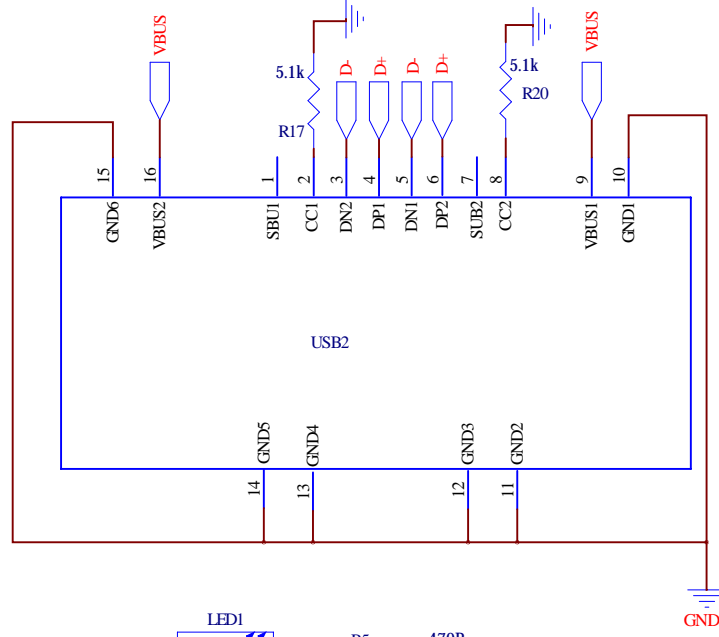 VBUS
5.1k
D-
D+
D-
D+
5.1k
VBUS
R17
R20
15
16
1
2
3
4
5
6
7
8
9
10
GND6
VBUS2
SBU1
CC1
DN2
DP1
DN1
DP2
SUB2
CC2
VBUS1
GND1
USB2
GND5
GND4
GND3
GND2
14
13
12
11
GND
LED1